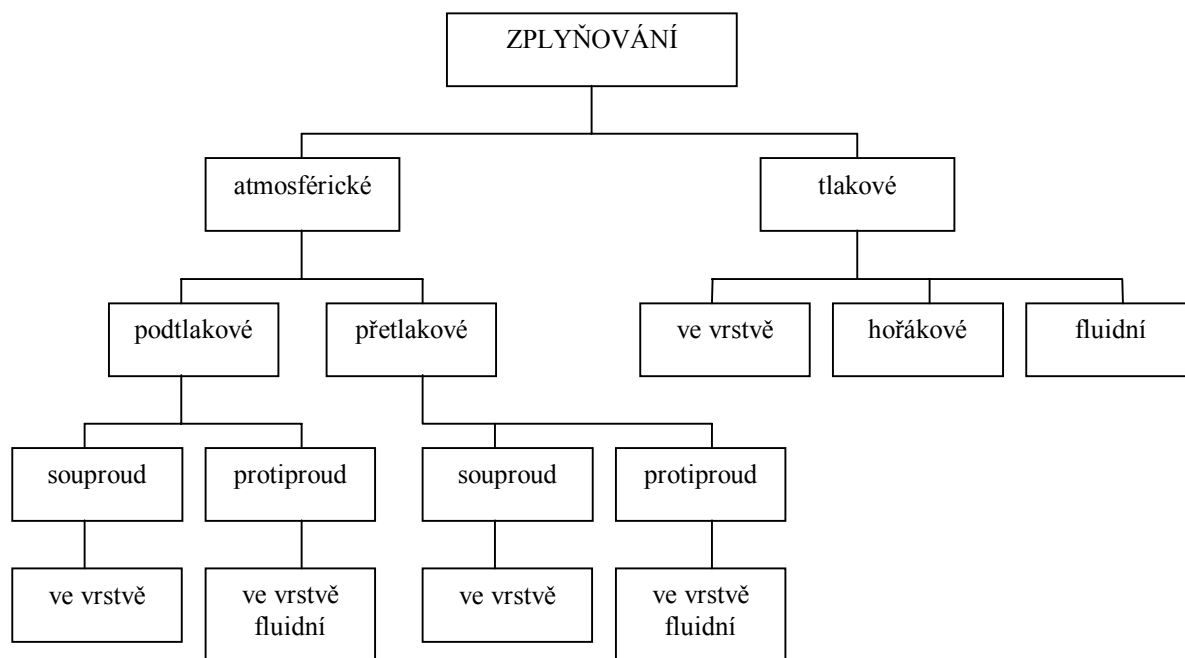 ZPLYŇOVÁNÍ
atmosférické
tlakové
podtlakové
přetlakové
ve vrstvě
hořákové
fluidní
souproud
protiproud
souproud
protiproud
ve vrstvě
ve vrstvě
fluidní
ve vrstvě
ve vrstvě
fluidní